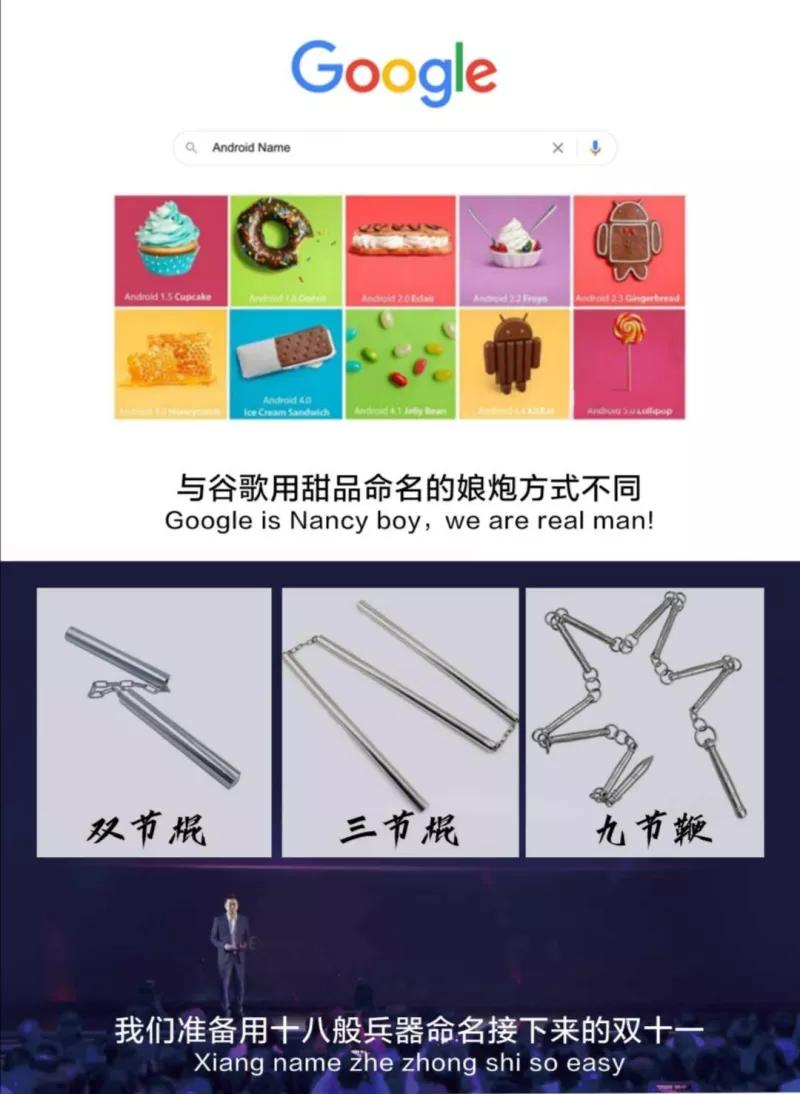 Google
Android Name
Android 1.5 Cupcake
Android 1.6 Donut
Android 2.0 Eclair
Android 2.2 Froyo
Android 2.3 Gingerbread
Android 3.0 Honeycomb
Android 4.0
Ice Cream Sandwich
Android 4.1 Jelly Bean
Android 4.4 KitKat
Android 5.0 Lollipop
与谷歌用甜品命名的娘炮方式不同
Google is Nancy boy, we are real man!
双节棍
三节棍
九节鞭
我们准备用十八般兵器命名接下来的双十一
Xiang name zhe zhong shi so easy